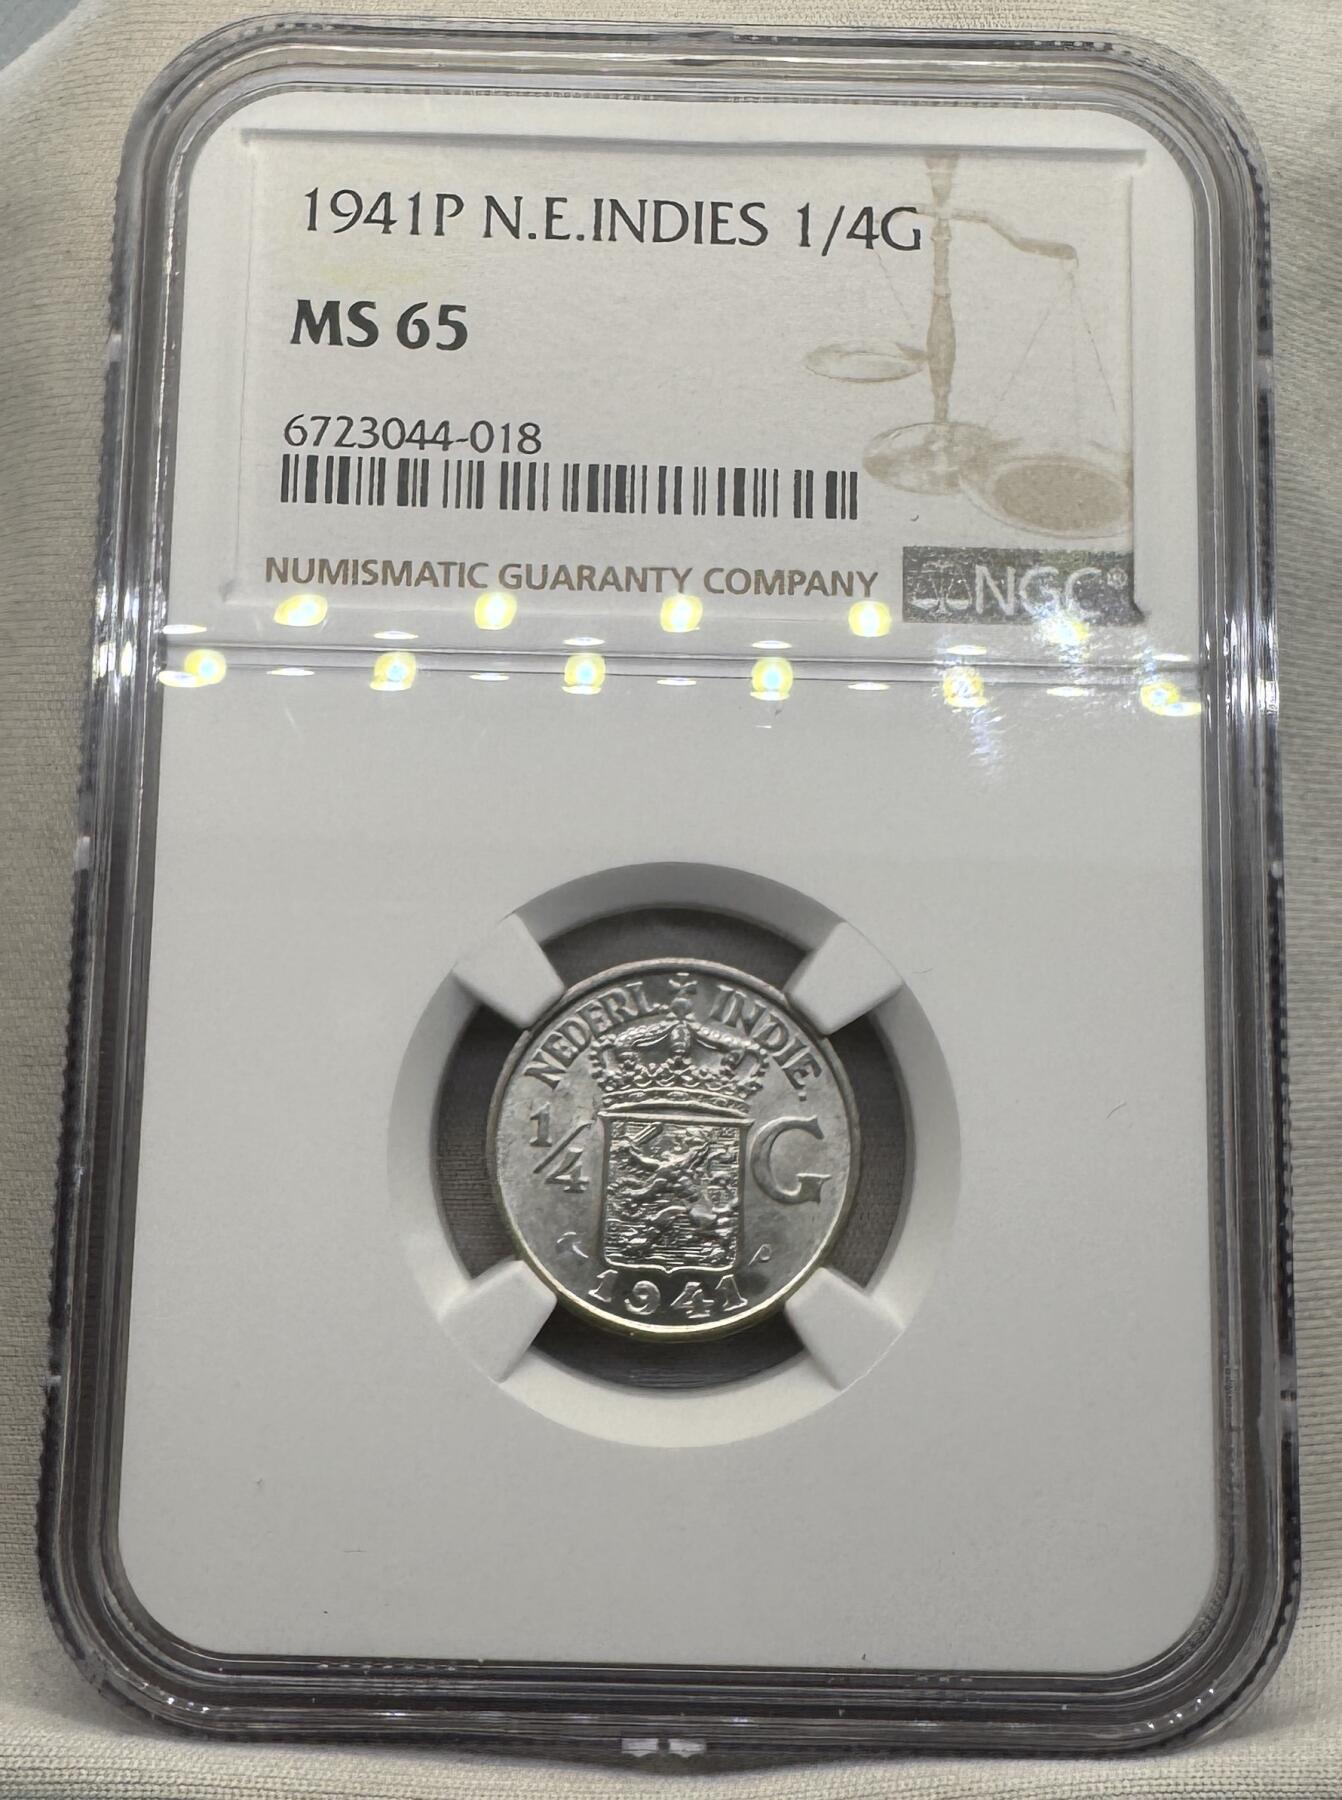 1941P N.E.INDIES 1/4G
MS 65
6723044-018
NUMISMATIC GUARANTY COMPANY
NGC®
NEDERL. INDIE.
1/4 G
P
1941